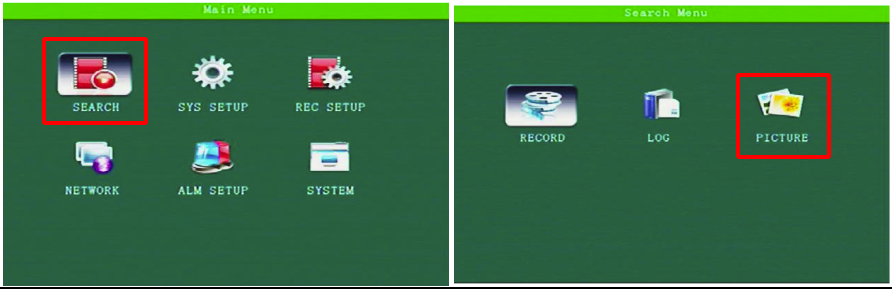 Main Menu
SEARCH
SYS SETUP
REC SETUP
NETWORK
ALM SETUP
SYSTEM
Search Menu
RECORD
LOG
PICTURE